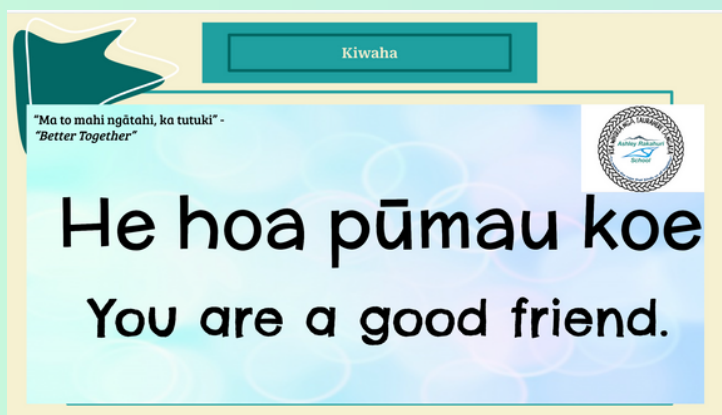 Kiwaha
“Ma to mahi ngātahi, ka tutuki” -
“Better Together”
Ashley Rakahuri
School
He hoa pūmau koe
You are a good friend.